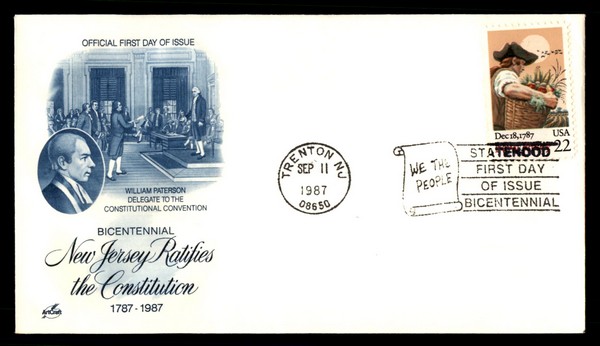 OFFICIAL FIRST DAY OF ISSUE
WILLIAM PATERSON
DELEGATE TO THE
CONSTITUTIONAL CONVENTION
BICENTENNIAL
New Jersey Ratifies
the Constitution
1787-1987
ArtCraft
TRENTON NJ
SEP 11
1987
08650
WE THE
PEOPLE
Dec 18, 1787
USA
22
STATEHOOD
FIRST DAY
OF ISSUE
BICENTENNIAL